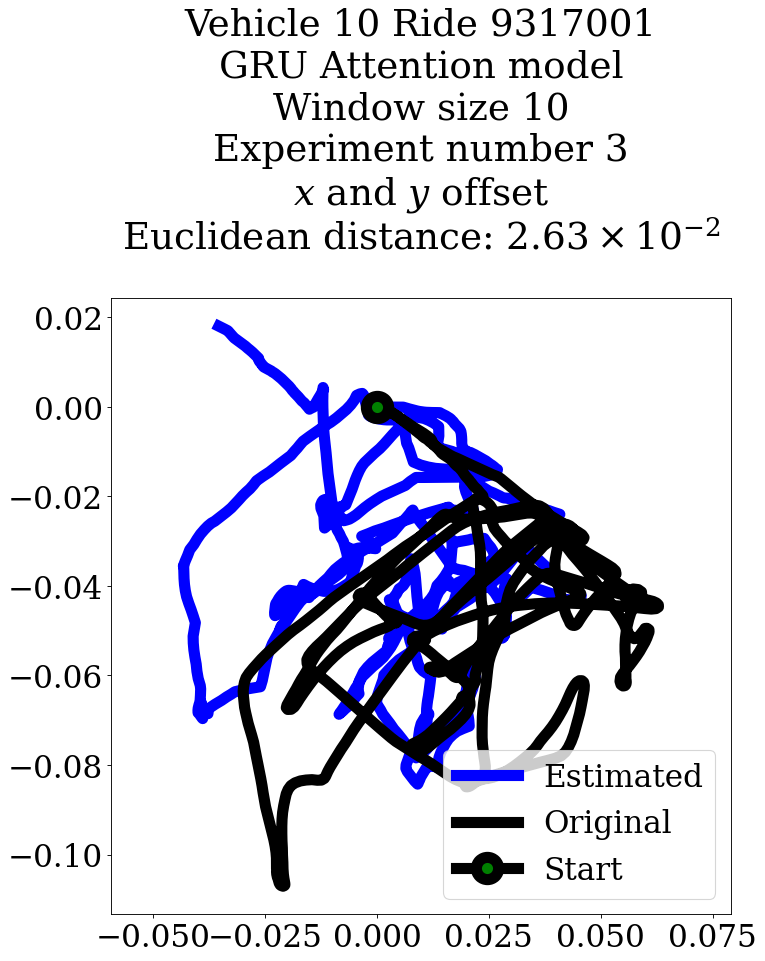 Vehicle 10 Ride 9317001
GRU Attention model
Window size 10
Experiment number 3
x and y offset
Euclidean distance: 2.63 × 10⁻²
0.02
0.00
−0.02
−0.04
−0.06
−0.08
−0.10
Estimated
Original
Start
−0.050 −0.025 0.000 0.025 0.050 0.075